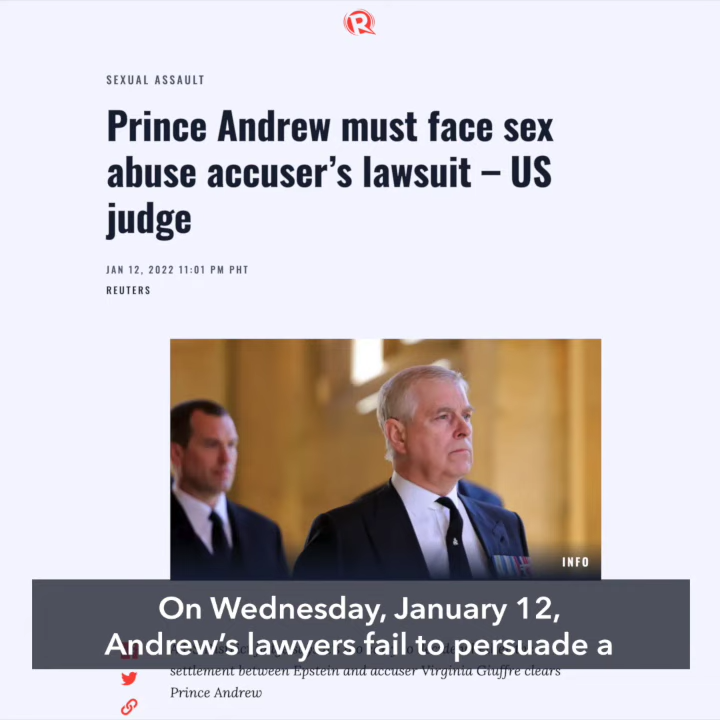 SEXUAL ASSAULT
Prince Andrew must face sex
abuse accuser's lawsuit – US
judge
JAN 12, 2022 11:01 PM PHT
REUTERS
INFO
On Wednesday, January 12,
Andrew's lawyers fail to persuade a
settlement between Epstein and accuser Virginia Giuffre clears
Prince Andrew